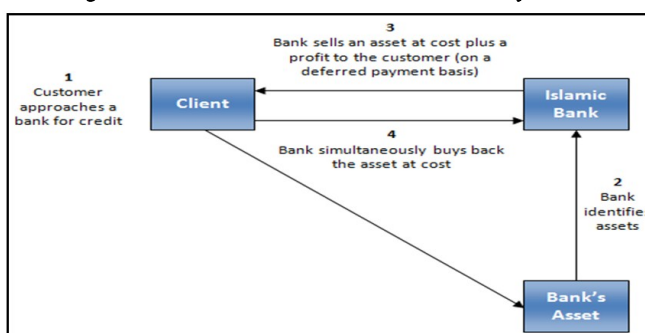 3
Bank sells an asset at cost plus a
profit to the customer (on a
deferred payment basis)
1
Customer
approaches a
bank for credit
Client
Islamic
Bank
4
Bank simultaneously buys back
the asset at cost
2
Bank
identifies
assets
Bank's
Asset